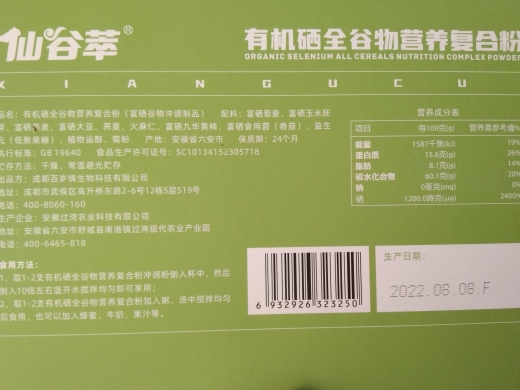 仙谷萃®
有机硒全谷物营养复合粉
ORGANIC SELENIUM ALL CEREALS NUTRITION COMPLEX POWDER
XIANGUCU
品名:有机硒全谷物营养复合粉(富硒谷物冲调制品) 配料:富硒藜麦、富硒玉米胚
芽、富硒燕麦、富硒大豆、荞麦、火麻仁、富硒九年黄精、富硒食用菌(香菇)、益生
元(低聚果糖)、植物甾醇、菊粉 产地:安徽省六安市 保质期:24个月
执行标准:GB 19640 食品生产许可证号:SC10134152305718
贮存方法:干燥、常温避光贮存
出品方:成都百岁慎生物科技有限公司
地址:成都市武侯区高升桥东路2-6号12栋5层519号
电话:400-8060-160
生产企业:安徽过湾农业科技有限公司
地址:安徽省六安市舒城县南港镇过湾现代农业产业园
电话:400-6465-818
食用方法:
1、取1-2支有机硒全谷物营养复合粉冲调粉倒入杯中,然后
倒入10倍左右温开水搅拌均匀即可享用;
2、取1-2支有机硒全谷物营养复合粉加入粥、汤中搅拌均匀
后食用,也可以加入蜂蜜、牛奶、果汁等。
营养成分表
项目 每100克(g) 营养素参考值%
能量 1587千焦(kJ) 19%
蛋白质 15.6克(g) 26%
脂肪 8.1克(g) 14%
碳水化合物 60.1克(g) 20%
钠 0毫克(mg) 0%
硒 1200.0微克(μg) 2400%
6 932926 323250
生产日期:
2022.08.08.F